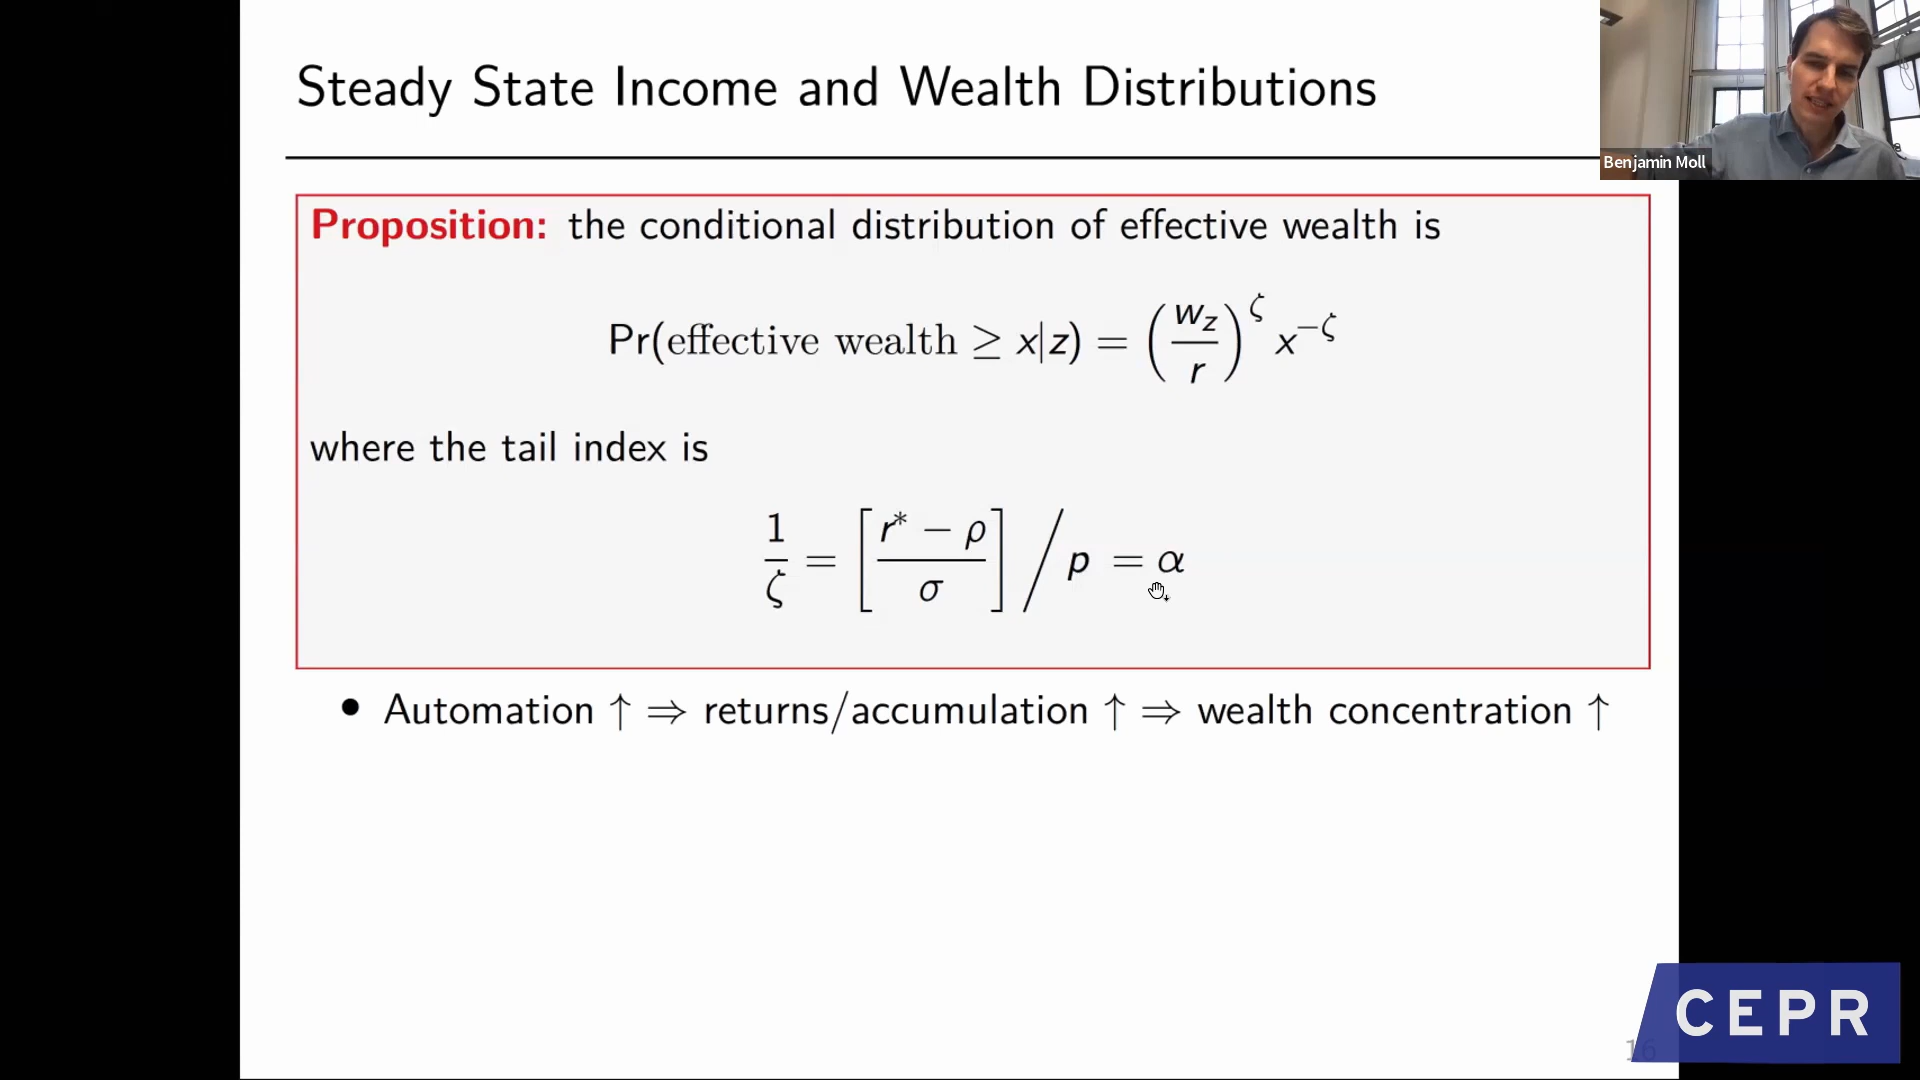 Steady State Income and Wealth Distributions
Benjamin Moll
Proposition: the conditional distribution of effective wealth is
Pr(effective wealth ≥ x|z) = (w_z / r)^ζ x^−ζ
where the tail index is
1/ζ = [(r* − ρ)/σ] / p = α
• Automation ↑ ⇒ returns/accumulation ↑ ⇒ wealth concentration ↑
CEPR
16